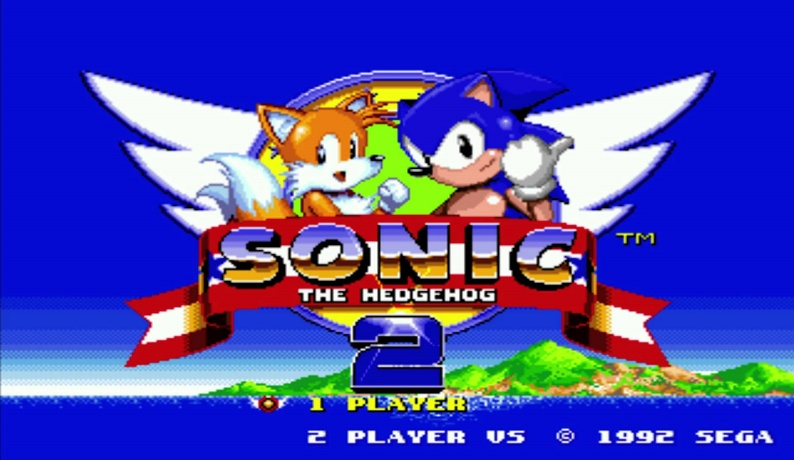 SONIC
TM
THE HEDGEHOG
2
1 PLAYER
2 PLAYER VS © 1992 SEGA